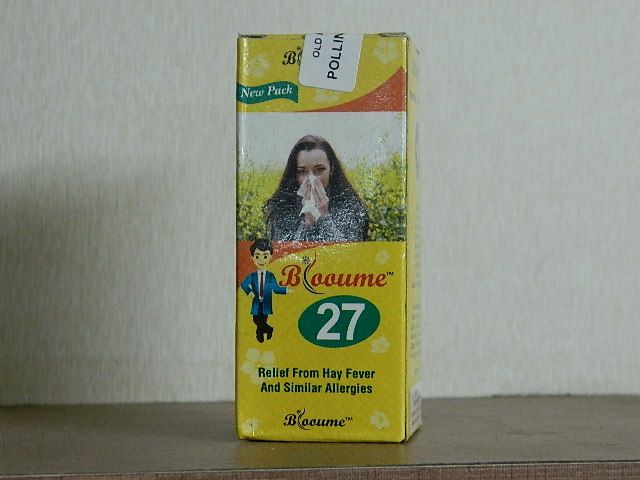 OLD
POLLIN
New Pack
Blooume™
27
Relief From Hay Fever
And Similar Allergies
Blooume™